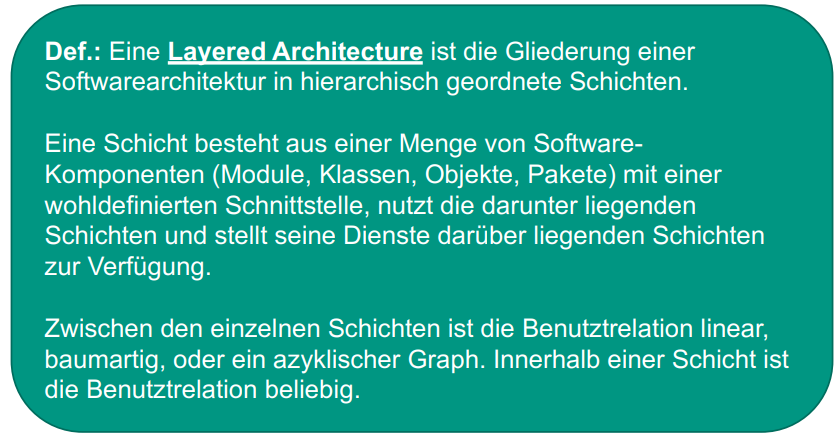 Def.: Eine Layered Architecture ist die Gliederung einer
Softwarearchitektur in hierarchisch geordnete Schichten.
Eine Schicht besteht aus einer Menge von Software-
Komponenten (Module, Klassen, Objekte, Pakete) mit einer
wohldefinierten Schnittstelle, nutzt die darunter liegenden
Schichten und stellt seine Dienste darüber liegenden Schichten
zur Verfügung.
Zwischen den einzelnen Schichten ist die Benutztrelation linear,
baumartig, oder ein azyklischer Graph. Innerhalb einer Schicht ist
die Benutztrelation beliebig.